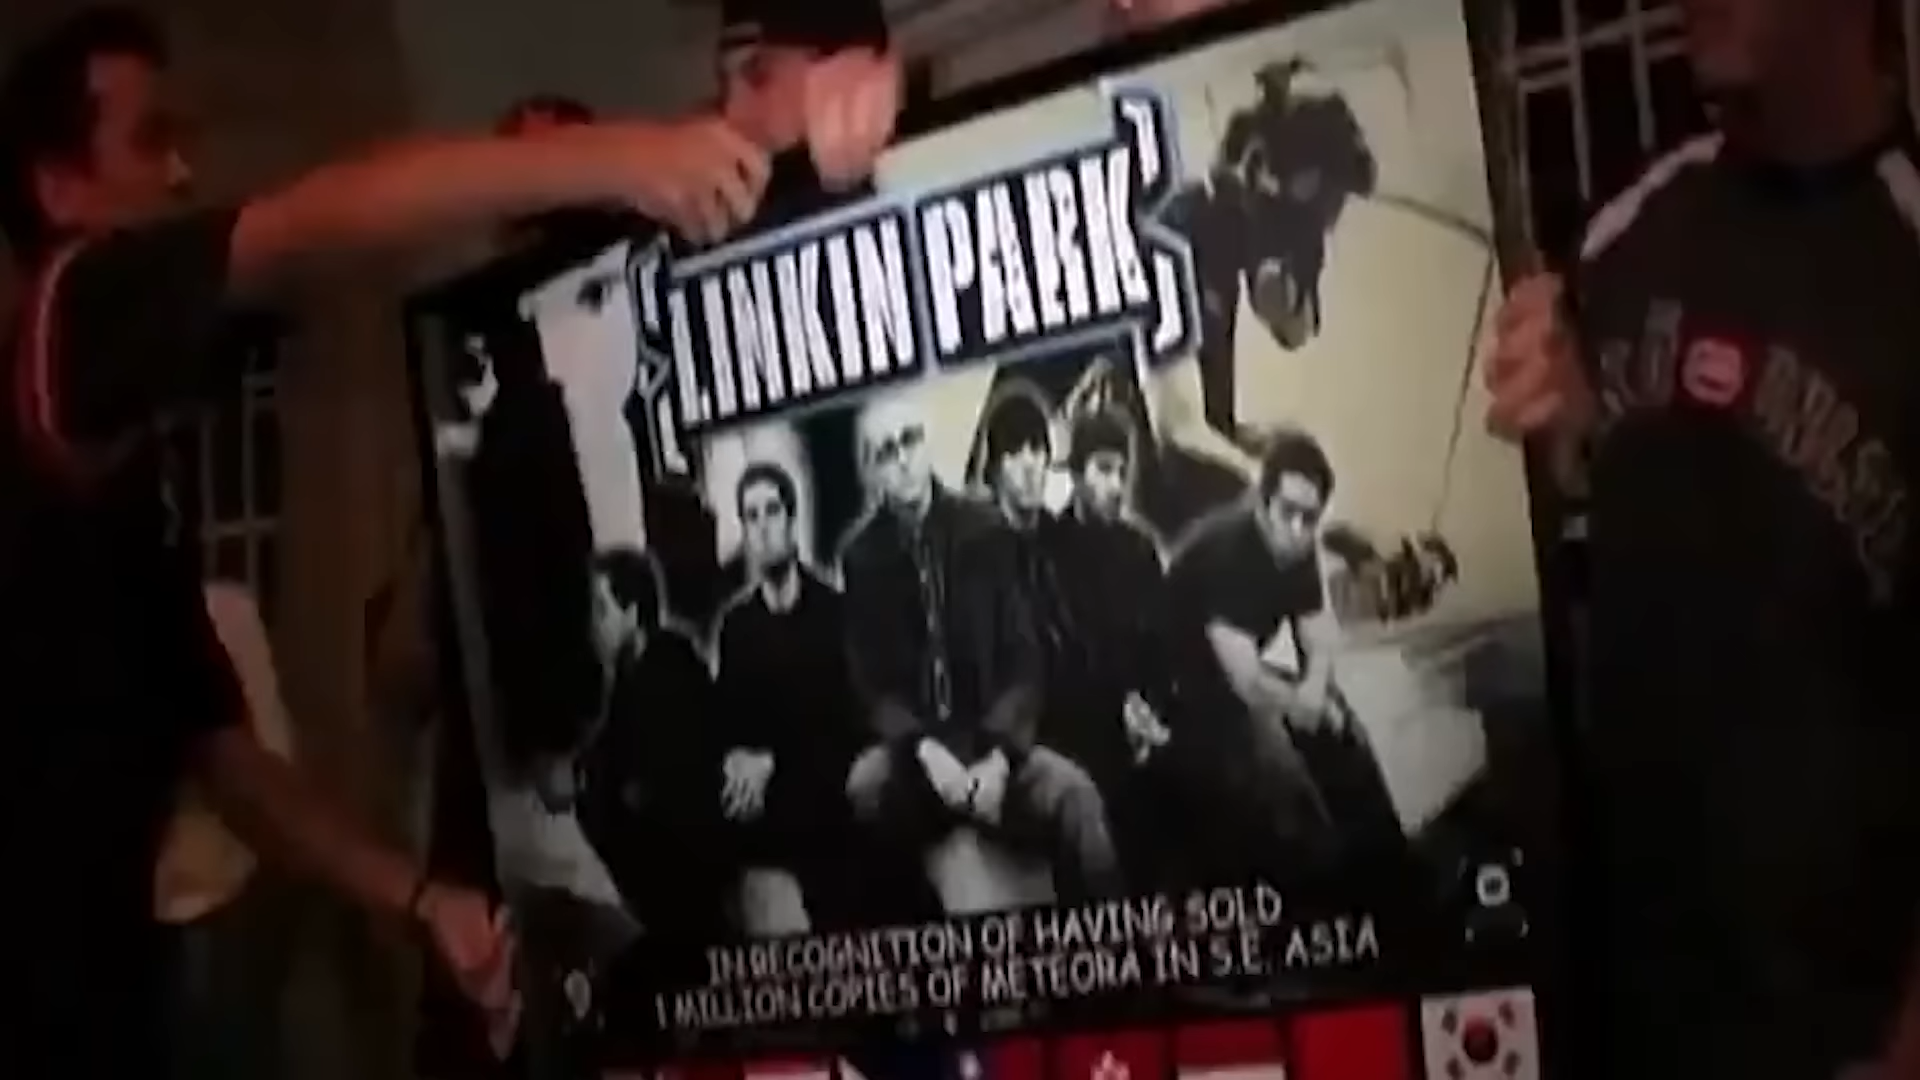 LINKIN PARK
IN RECOGNITION OF HAVING SOLD
1 MILLION COPIES OF METEORA IN S.E. ASIA